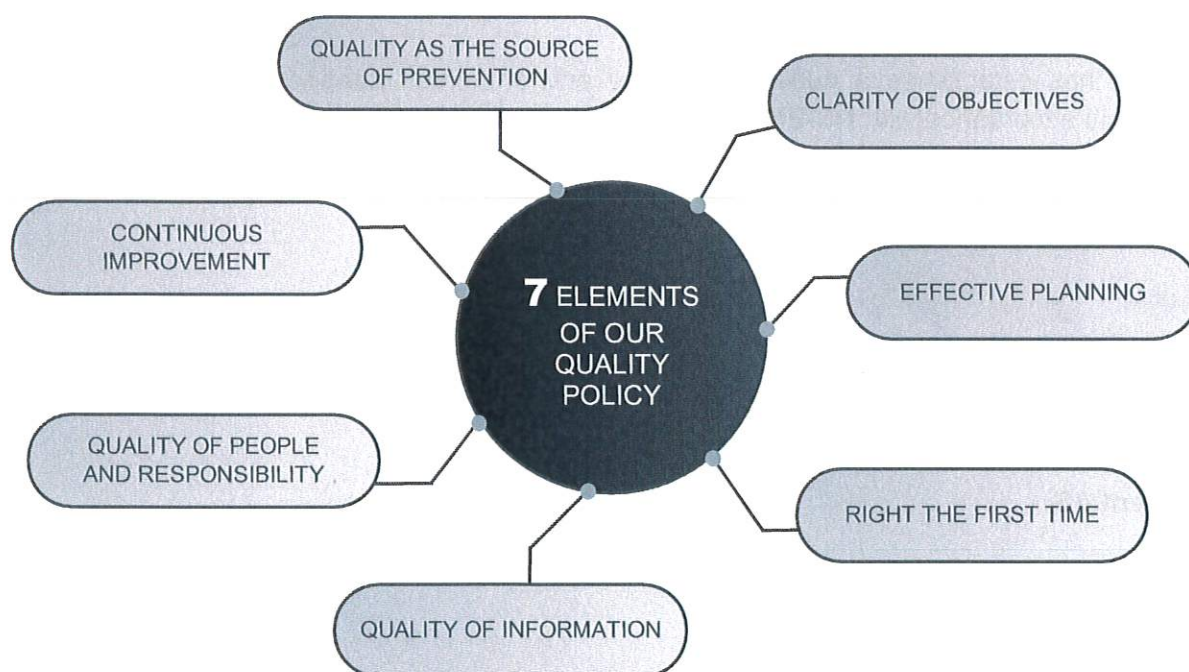 QUALITY AS THE SOURCE
OF PREVENTION
CLARITY OF OBJECTIVES
CONTINUOUS
IMPROVEMENT
7 ELEMENTS
OF OUR
QUALITY
POLICY
EFFECTIVE PLANNING
QUALITY OF PEOPLE
AND RESPONSIBILITY
RIGHT THE FIRST TIME
QUALITY OF INFORMATION